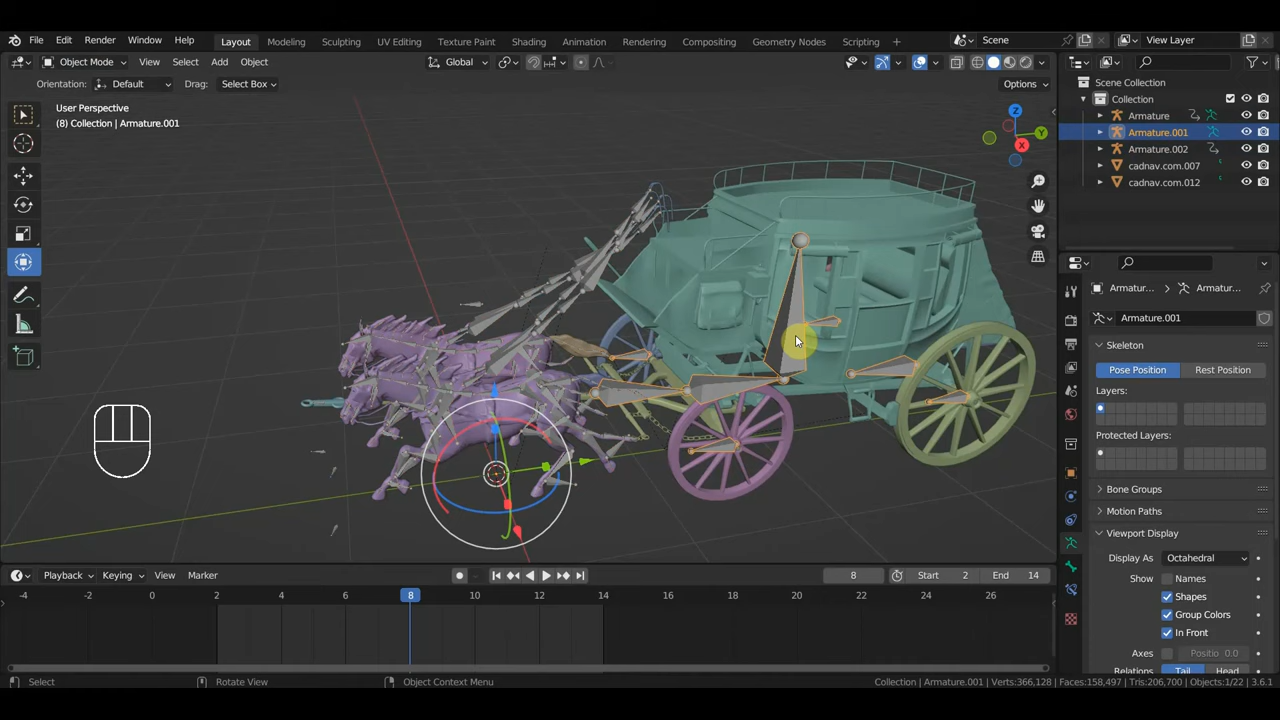 File Edit Render Window Help Layout Modeling Sculpting UV Editing Texture Paint Shading Animation Rendering Compositing Geometry Nodes Scripting + Scene View Layer
Object Mode View Select Add Object Global
Orientation: Default Drag: Select Box Options
User Perspective
(8) Collection | Armature.001
Z
Y
X
Scene Collection
Collection
Armature
Armature.001
Armature.002
cadnav.com.007
cadnav.com.012
Armatur... Armatur...
Armature.001
Skeleton
Pose Position Rest Position
Layers:
Protected Layers:
Bone Groups
Motion Paths
Viewport Display
Display As Octahedral
Show Names
Shapes
Group Colors
In Front
Axes Positio 0.0
Relations Tail Head
Playback Keying View Marker 8 Start 2 End 14
-4 -2 0 2 4 6 8 10 12 14 16 18 20 22 24 26
Select Rotate View Object Context Menu Collection | Armature.001 | Verts:366,128 | Faces:158,497 | Tris:206,700 | Objects:1/22 | 3.6.1